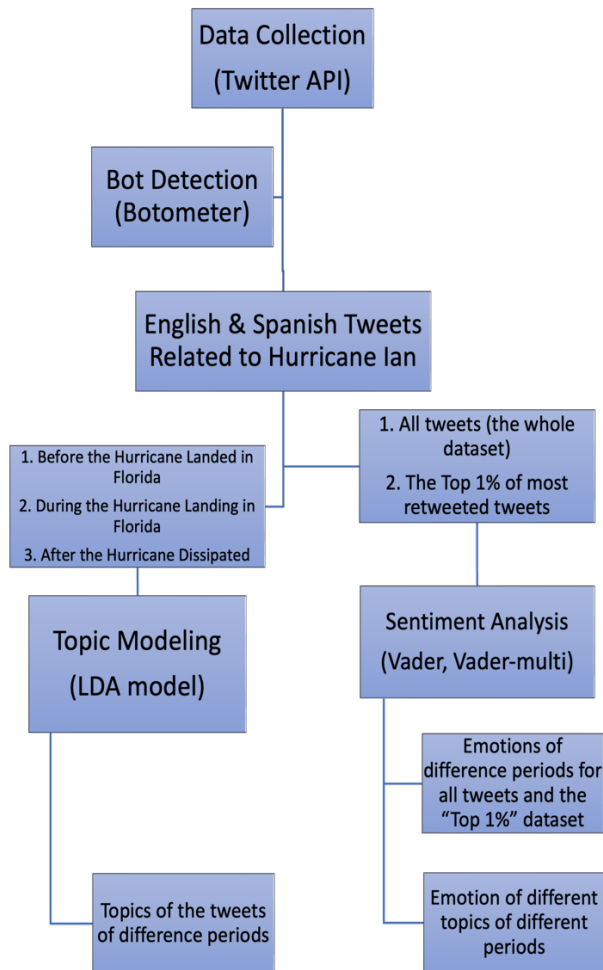 Data Collection
(Twitter API)
Bot Detection
(Botometer)
English & Spanish Tweets
Related to Hurricane Ian
1. All tweets (the whole
dataset)
2. The Top 1% of most
retweeted tweets
1. Before the Hurricane Landed in
Florida
2. During the Hurricane Landing in
Florida
3. After the Hurricane Dissipated
Topic Modeling
(LDA model)
Sentiment Analysis
(Vader, Vader-multi)
Emotions of
difference periods for
all tweets and the
“Top 1%” dataset
Topics of the tweets
of difference periods
Emotion of different
topics of different
periods